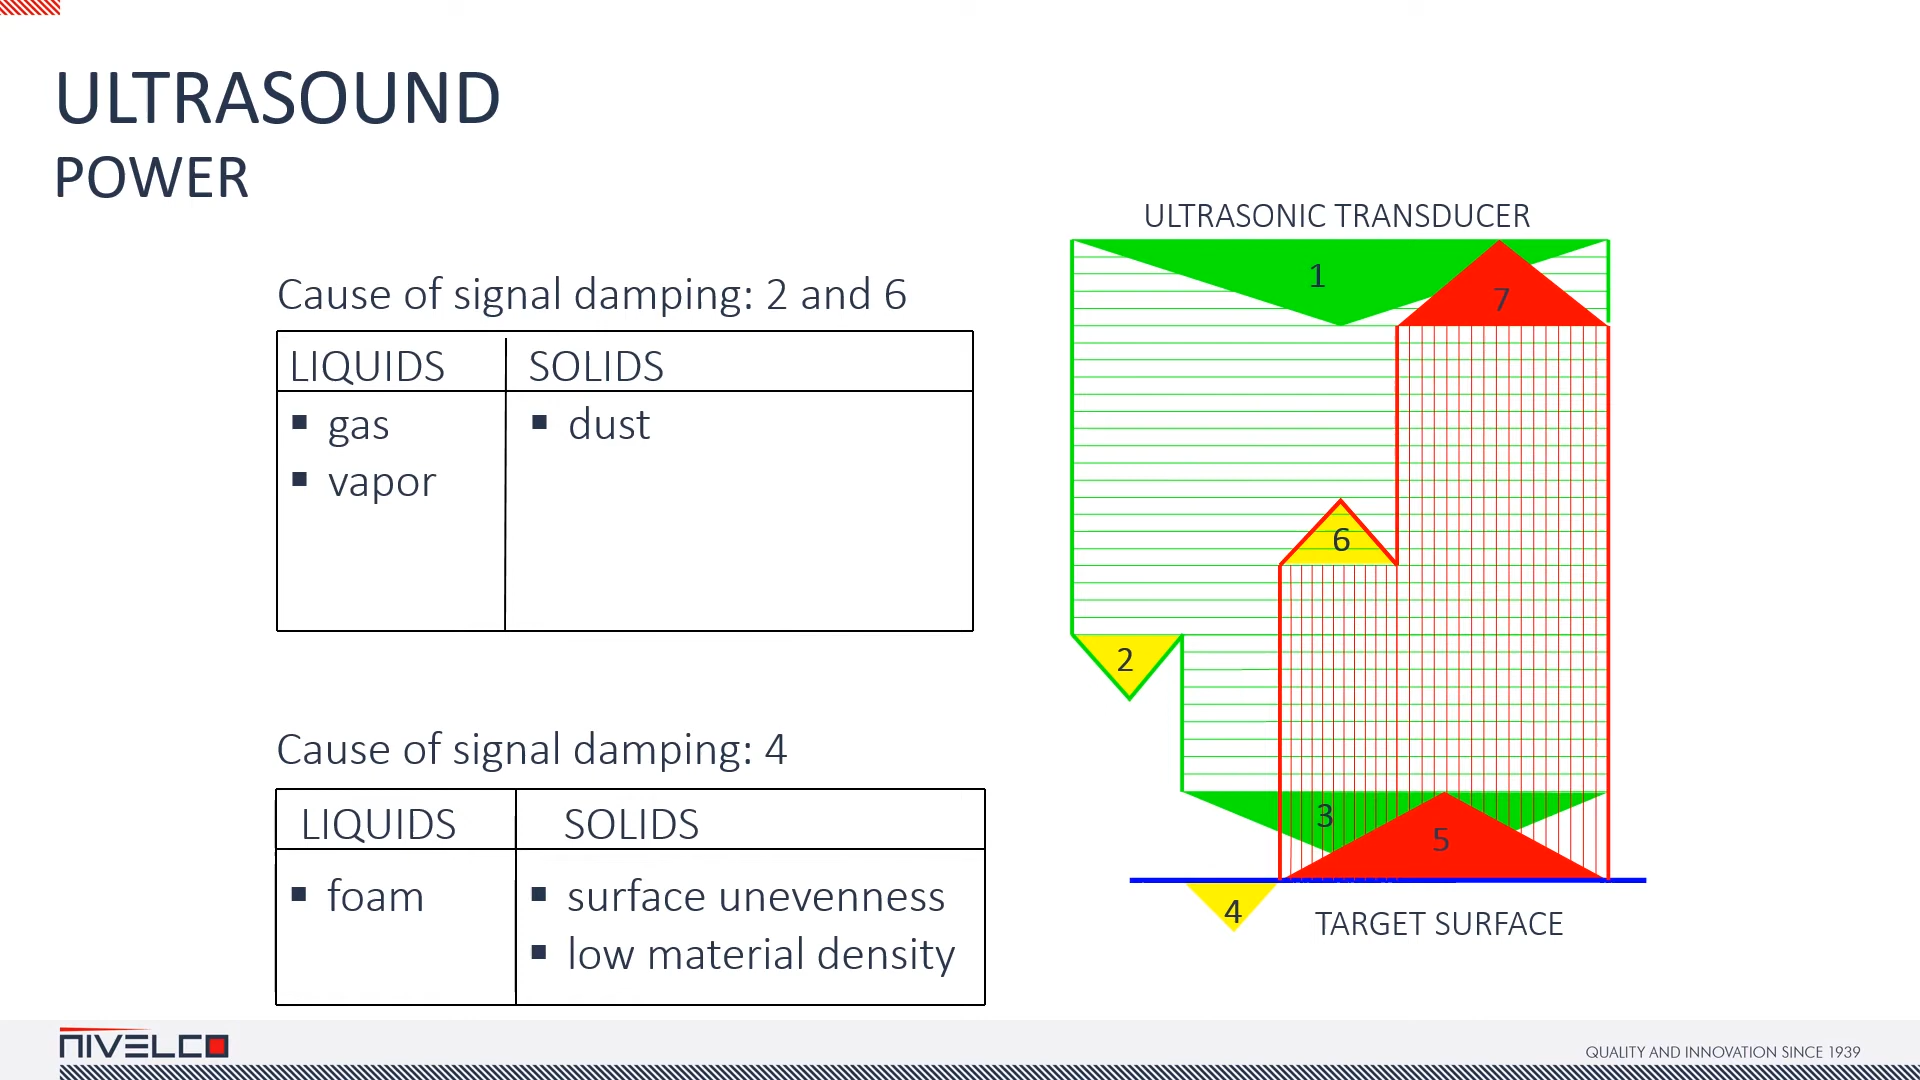 ULTRASOUND
POWER
Cause of signal damping: 2 and 6
LIQUIDS SOLIDS
▪ gas ▪ dust
▪ vapor
Cause of signal damping: 4
LIQUIDS SOLIDS
▪ foam ▪ surface unevenness
▪ low material density
ULTRASONIC TRANSDUCER
1
7
6
2
3
5
4
TARGET SURFACE
NIVELCO
QUALITY AND INNOVATION SINCE 1939